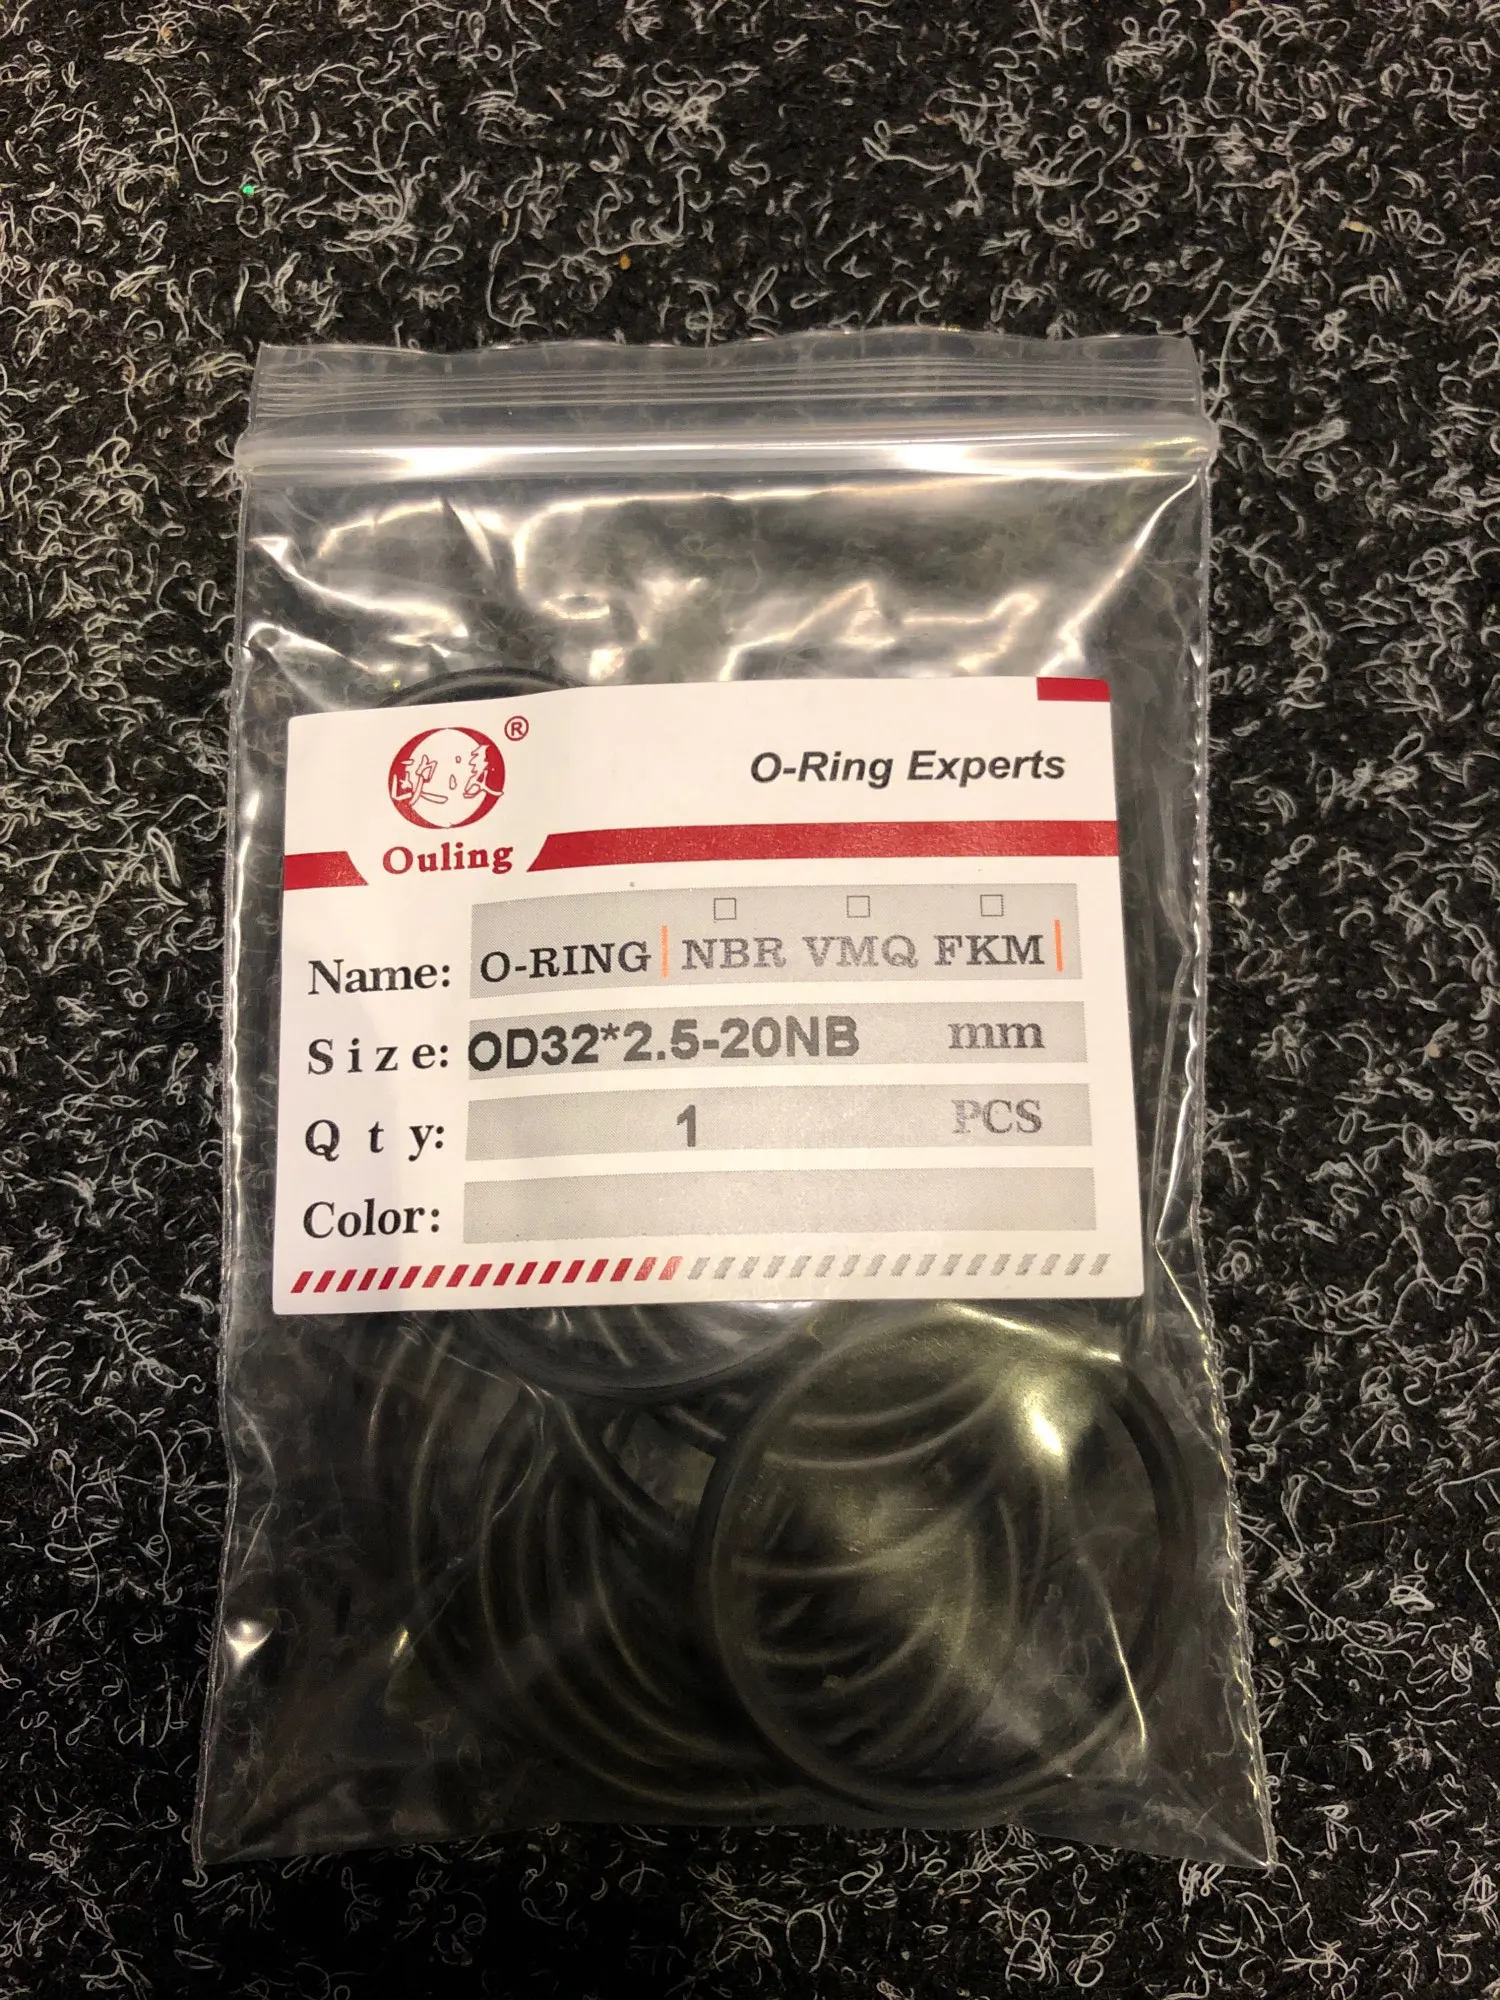 ®
Ouling
O-Ring Experts
Name: O-RING NBR VMQ FKM
Size: OD32*2.5-20NB mm
Qty: 1 PCS
Color: